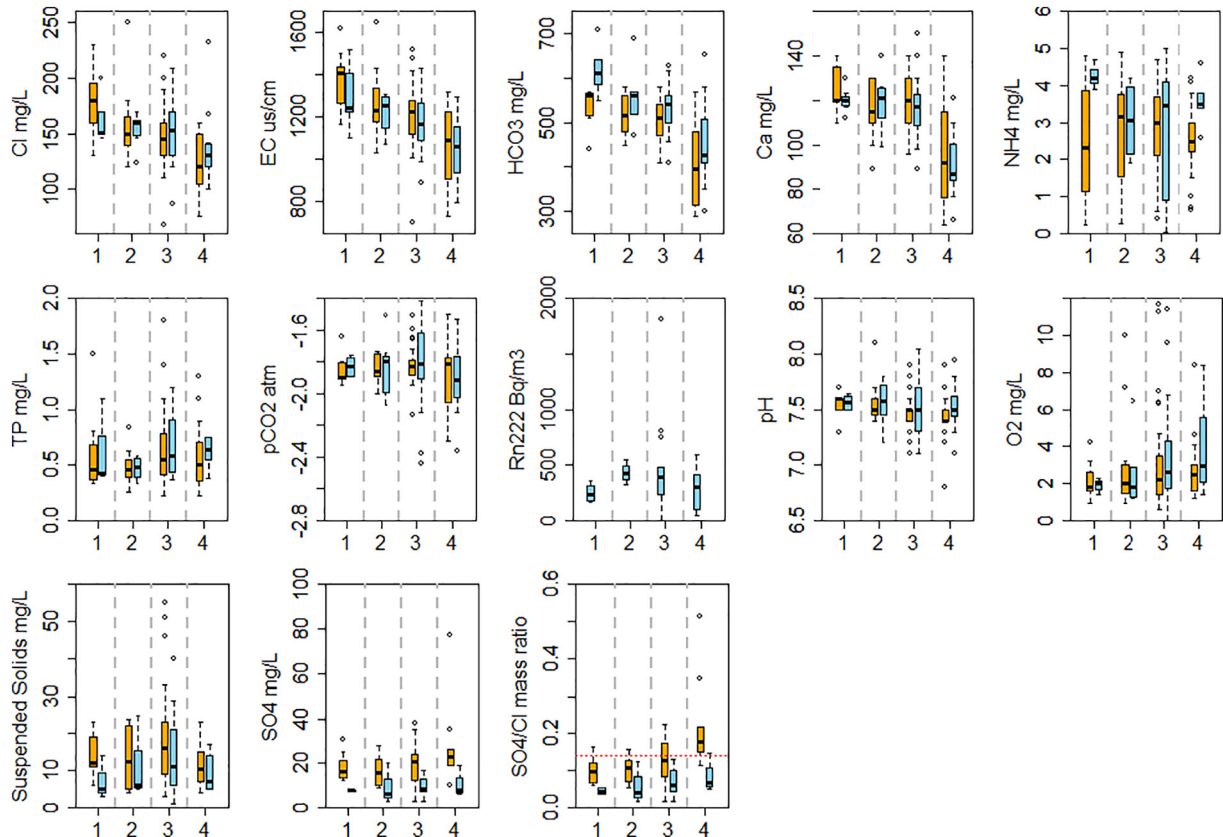 Cl mg/L
100 150 200 250
1 2 3 4
EC us/cm
800 1200 1600
1 2 3 4
HCO3 mg/L
300 500 700
1 2 3 4
Ca mg/L
60 80 100 140
1 2 3 4
NH4 mg/L
0 1 2 3 4 5 6
1 2 3 4
TP mg/L
0.0 0.5 1.0 1.5 2.0
1 2 3 4
pCO2 atm
-2.8 -2.4 -2.0 -1.6
1 2 3 4
Rn222 Bq/m3
0 500 1000 2000
1 2 3 4
pH
6.5 7.0 7.5 8.0 8.5
1 2 3 4
O2 mg/L
0 2 4 6 8 10
1 2 3 4
Suspended Solids mg/L
0 10 20 30 50
1 2 3 4
SO4 mg/L
0 20 40 60 80 100
1 2 3 4
SO4/Cl mass ratio
0.0 0.2 0.4 0.6
1 2 3 4